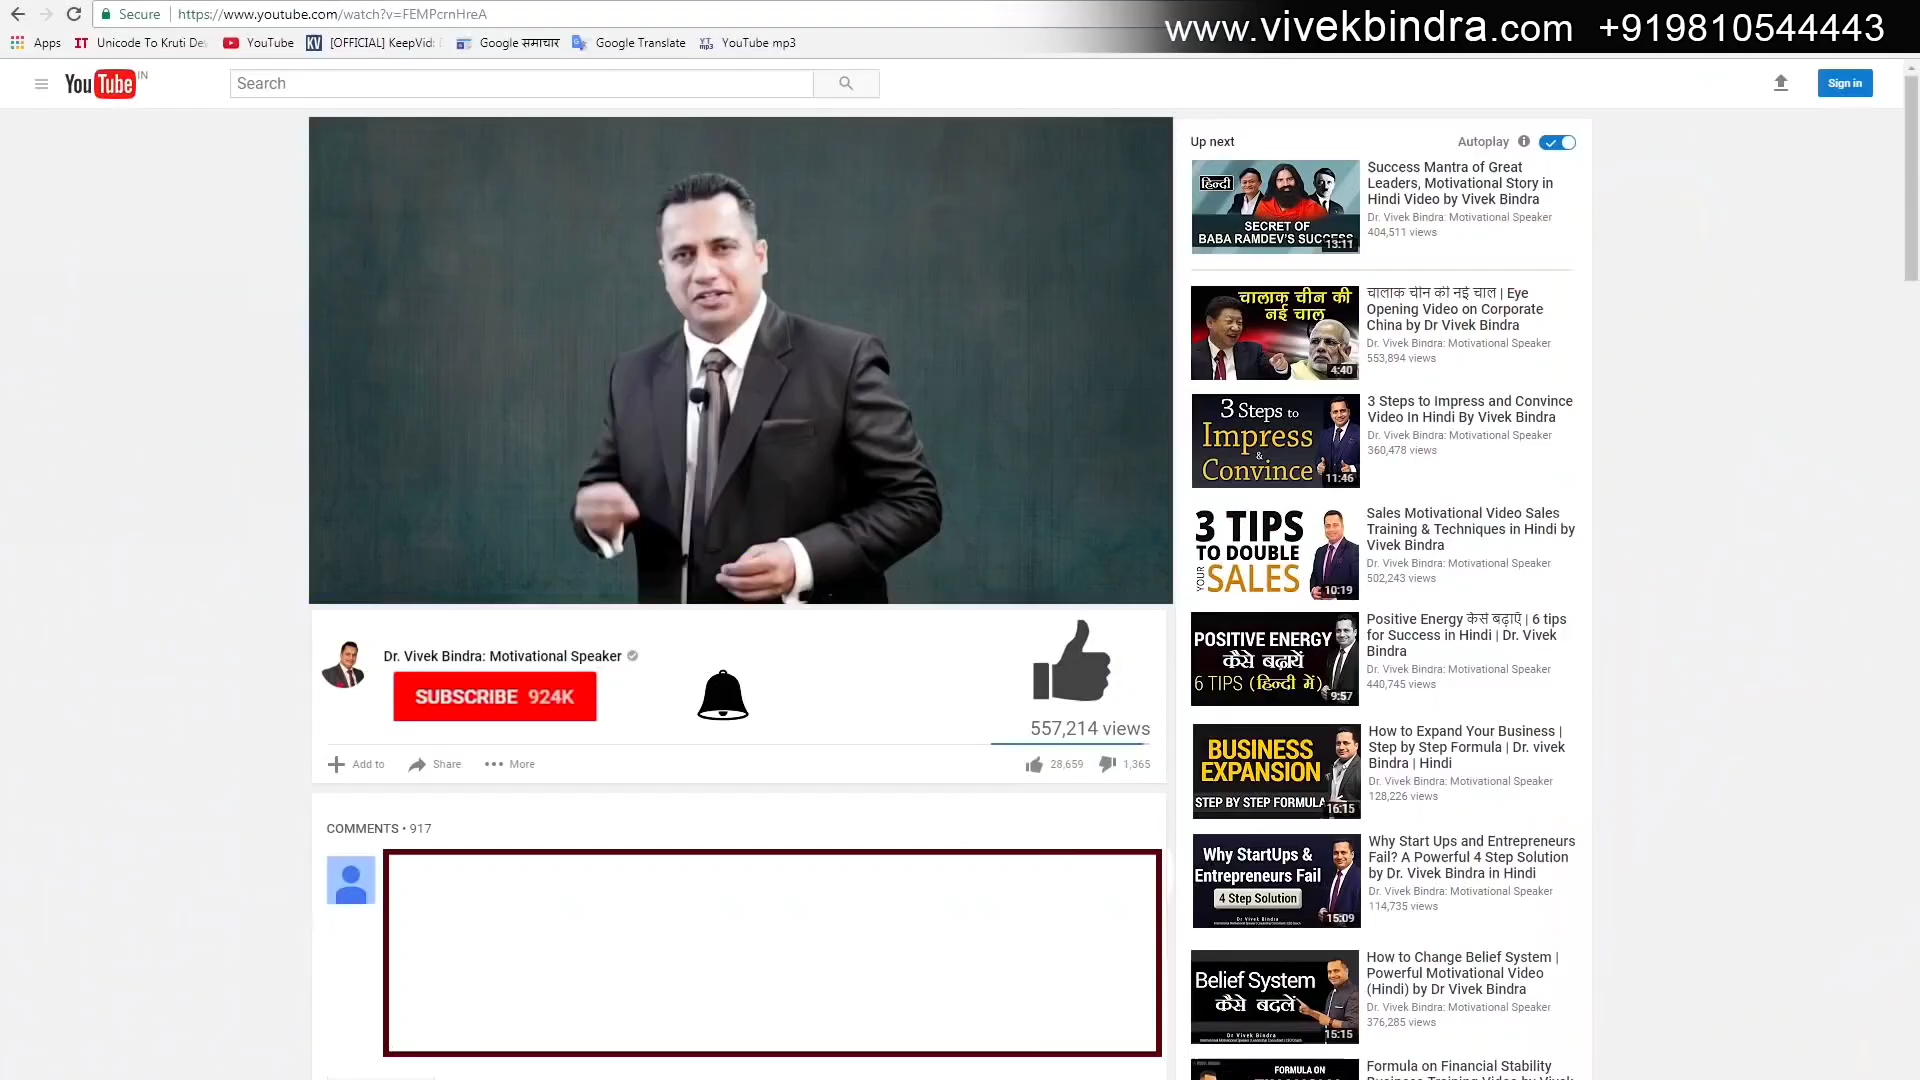 Secure
https://www.youtube.com/watch?v=FEMPcrnHreA
www.vivekbindra.com +919810544443
Apps
IT Unicode To Kruti De
YouTube
KV [OFFICIAL] KeepVid:
Google समाचार
Google Translate
YT mp3 YouTube mp3
YouTube IN
Search
Sign in
Dr. Vivek Bindra: Motivational Speaker
SUBSCRIBE 924K
557,214 views
Add to
Share
More
28,659
1,365
COMMENTS • 917
Up next
Autoplay
हिन्दी
SECRET OF
BABA RAMDEV'S SUCCESS
13:11
Success Mantra of Great
Leaders, Motivational Story in
Hindi Video by Vivek Bindra
Dr. Vivek Bindra: Motivational Speaker
404,511 views
चालाक चीन की
नई चाल
4:40
चालाक चीन की नई चाल | Eye
Opening Video on Corporate
China by Dr Vivek Bindra
Dr. Vivek Bindra: Motivational Speaker
553,894 views
3 Steps to
Impress
&
Convince
11:46
3 Steps to Impress and Convince
Video In Hindi By Vivek Bindra
Dr. Vivek Bindra: Motivational Speaker
360,478 views
3 TIPS
TO DOUBLE
YOUR SALES
10:19
Sales Motivational Video Sales
Training & Techniques in Hindi by
Vivek Bindra
Dr. Vivek Bindra: Motivational Speaker
502,243 views
POSITIVE ENERGY
कैसे बढ़ायें
6 TIPS (हिन्दी में)
9:57
Positive Energy कैसे बढ़ाएँ | 6 tips
for Success in Hindi | Dr. Vivek
Bindra
Dr. Vivek Bindra: Motivational Speaker
440,745 views
BUSINESS
EXPANSION
STEP BY STEP FORMULA
16:15
How to Expand Your Business |
Step by Step Formula | Dr. vivek
Bindra | Hindi
Dr. Vivek Bindra: Motivational Speaker
128,226 views
Why StartUps &
Entrepreneurs Fail
4 Step Solution
Dr Vivek Bindra
15:09
Why Start Ups and Entrepreneurs
Fail? A Powerful 4 Step Solution
by Dr. Vivek Bindra in Hindi
Dr. Vivek Bindra: Motivational Speaker
114,735 views
Belief System
कैसे बदलें
Dr Vivek Bindra
15:15
How to Change Belief System |
Powerful Motivational Video
(Hindi) by Dr Vivek Bindra
Dr. Vivek Bindra: Motivational Speaker
376,285 views
FORMULA ON
Formula on Financial Stability